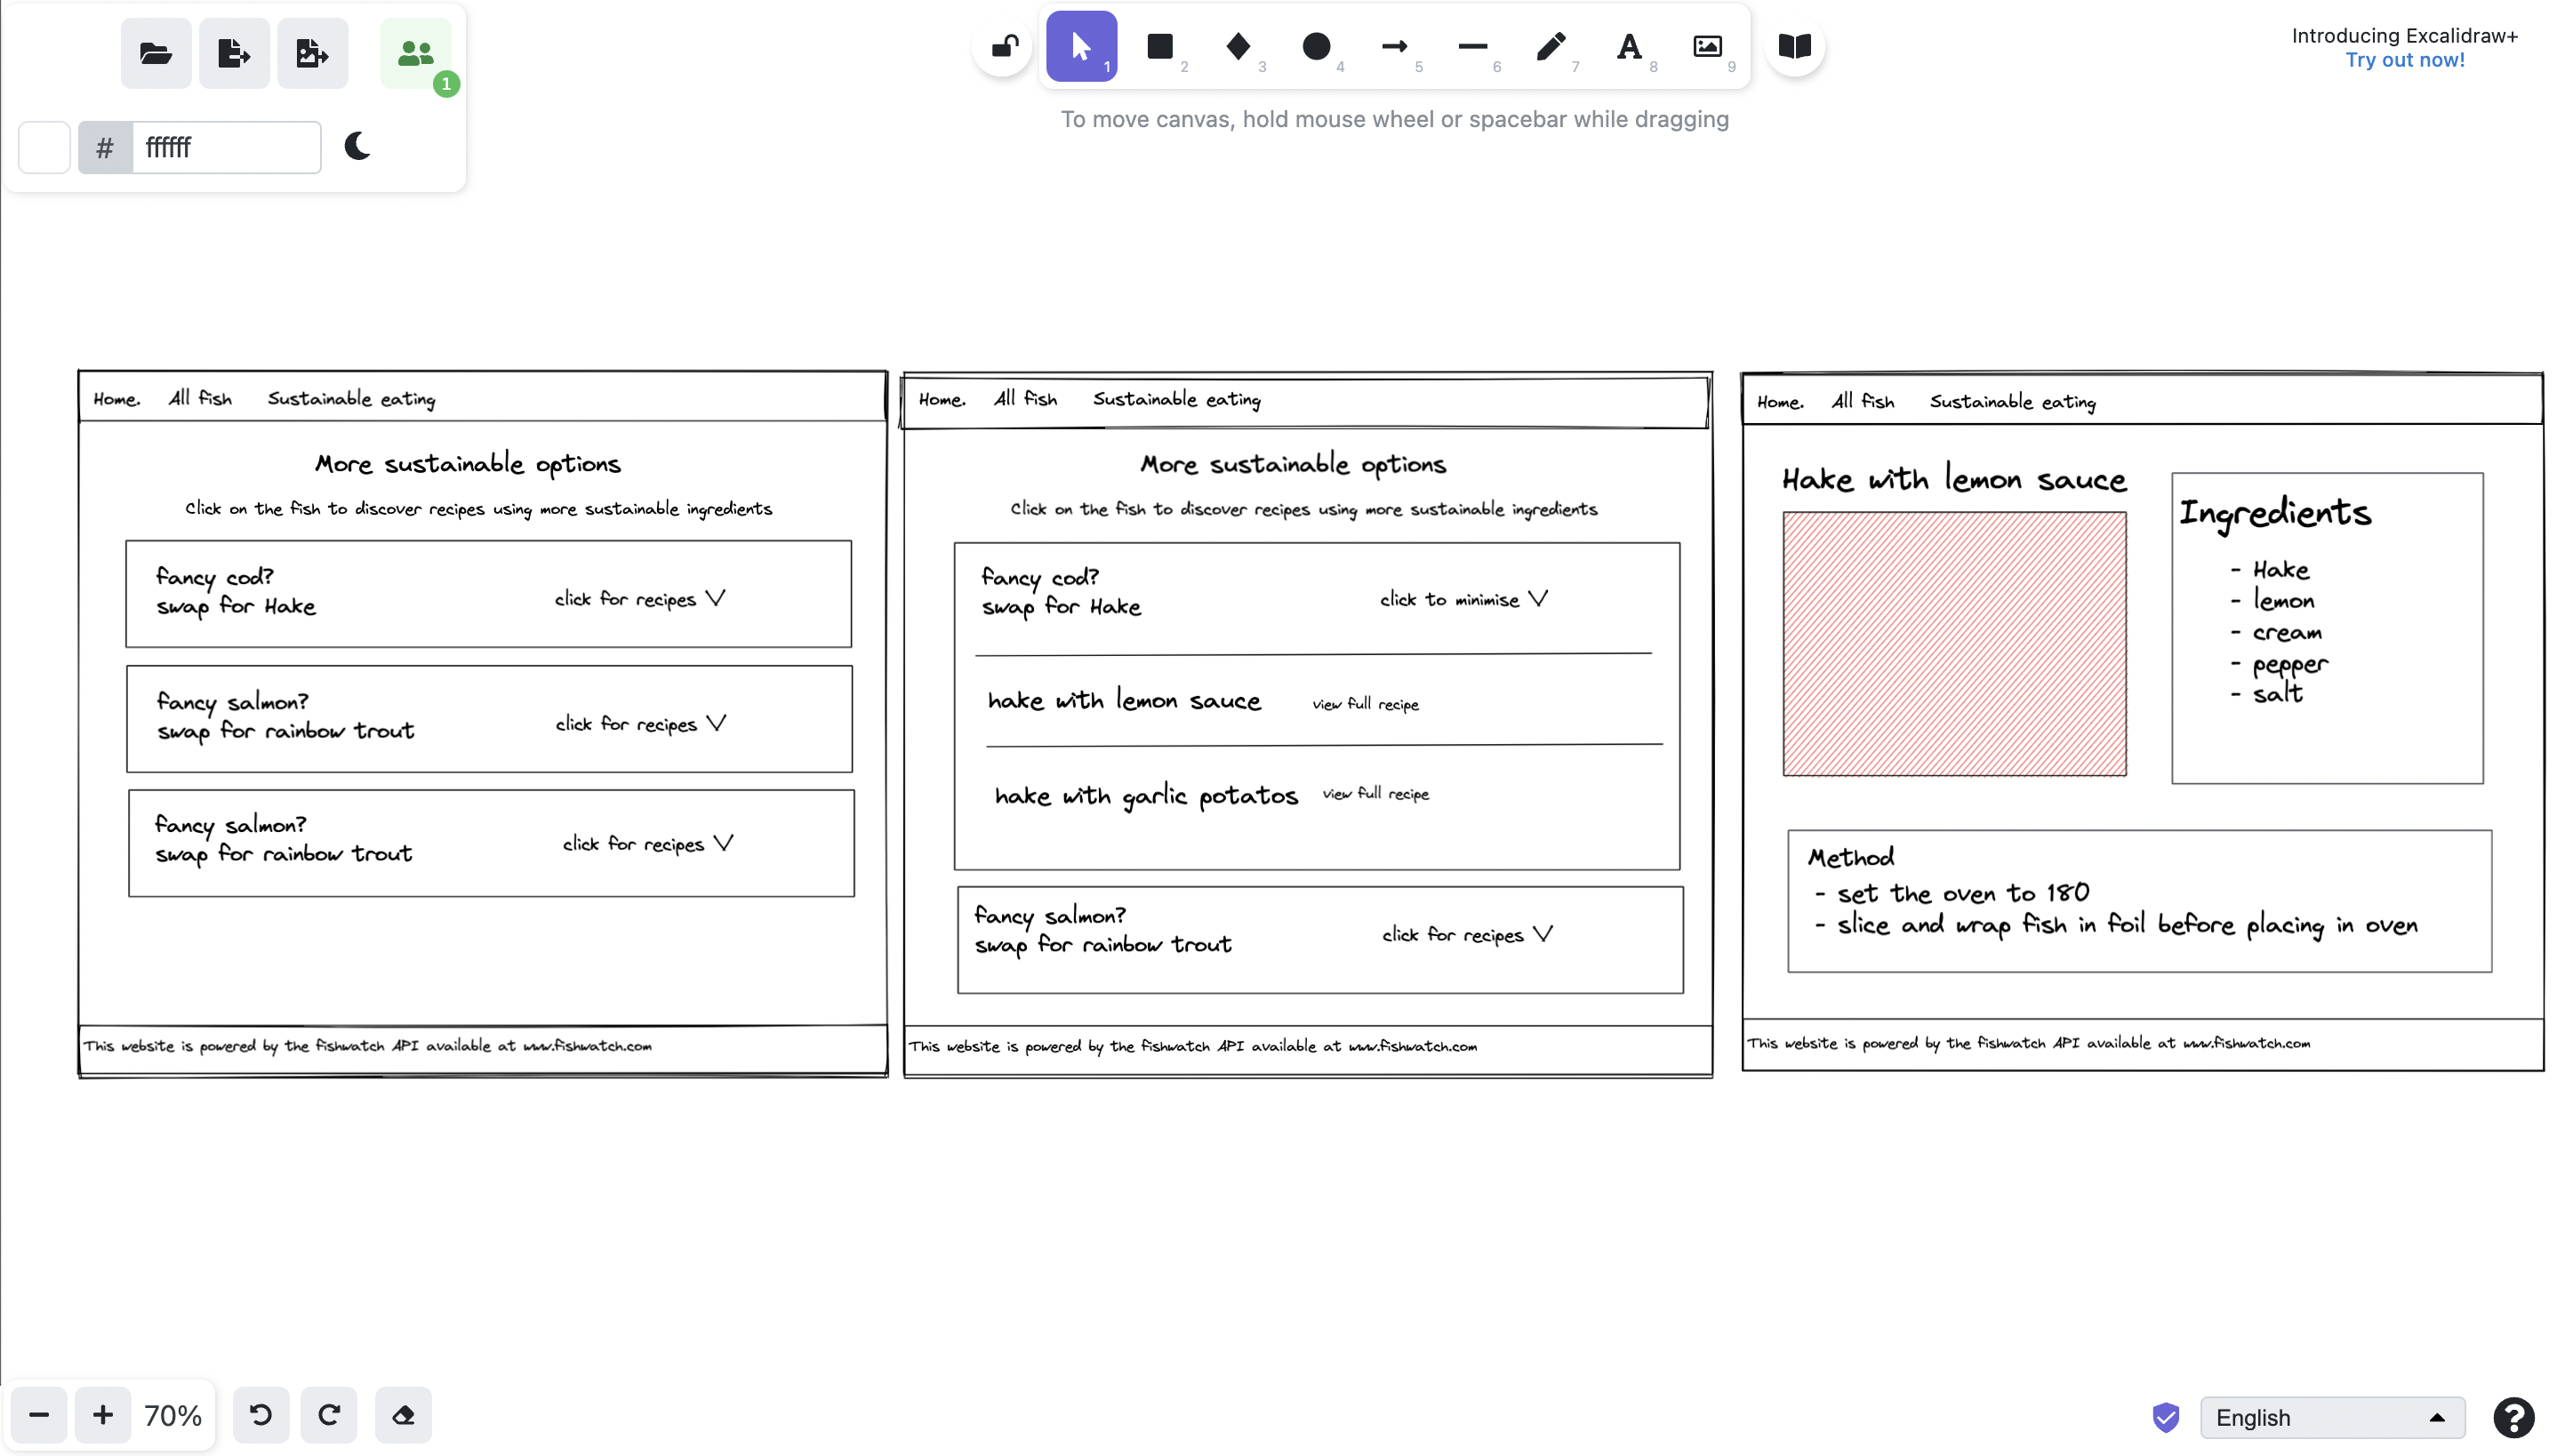 1
# ffffff
1
2
3
4
5
6
7
A 8
9
Introducing Excalidraw+
Try out now!
To move canvas, hold mouse wheel or spacebar while dragging
Home. All fish Sustainable eating
More sustainable options
Click on the fish to discover recipes using more sustainable ingredients
fancy cod?
swap for Hake
click for recipes V
fancy salmon?
swap for rainbow trout
click for recipes V
fancy salmon?
swap for rainbow trout
click for recipes V
This website is powered by the fishwatch API available at www.fishwatch.com
Home. All fish Sustainable eating
More sustainable options
Click on the fish to discover recipes using more sustainable ingredients
fancy cod?
swap for Hake
click to minimise V
hake with lemon sauce view full recipe
hake with garlic potatos view full recipe
fancy salmon?
swap for rainbow trout
click for recipes V
This website is powered by the fishwatch API available at www.fishwatch.com
Home. All fish Sustainable eating
Hake with lemon sauce
Ingredients
- Hake
- lemon
- cream
- pepper
- salt
Method
- set the oven to 180
- slice and wrap fish in foil before placing in oven
This website is powered by the fishwatch API available at www.fishwatch.com
70%
English
?